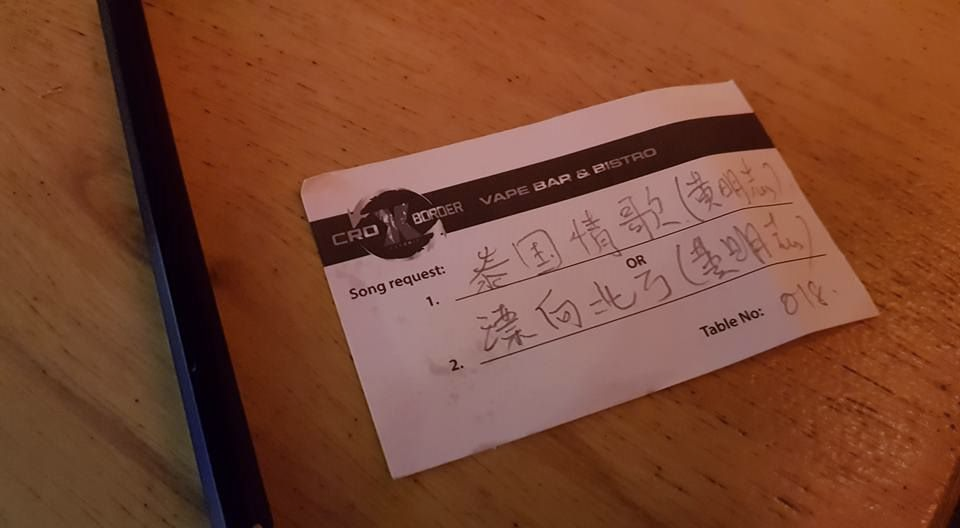 CRO X BORDER VAPE BAR & BISTRO
Song request:
1. 泰国情歌(黄明志)
OR
2. 漂向北方(黄明志)
Table No: 018.